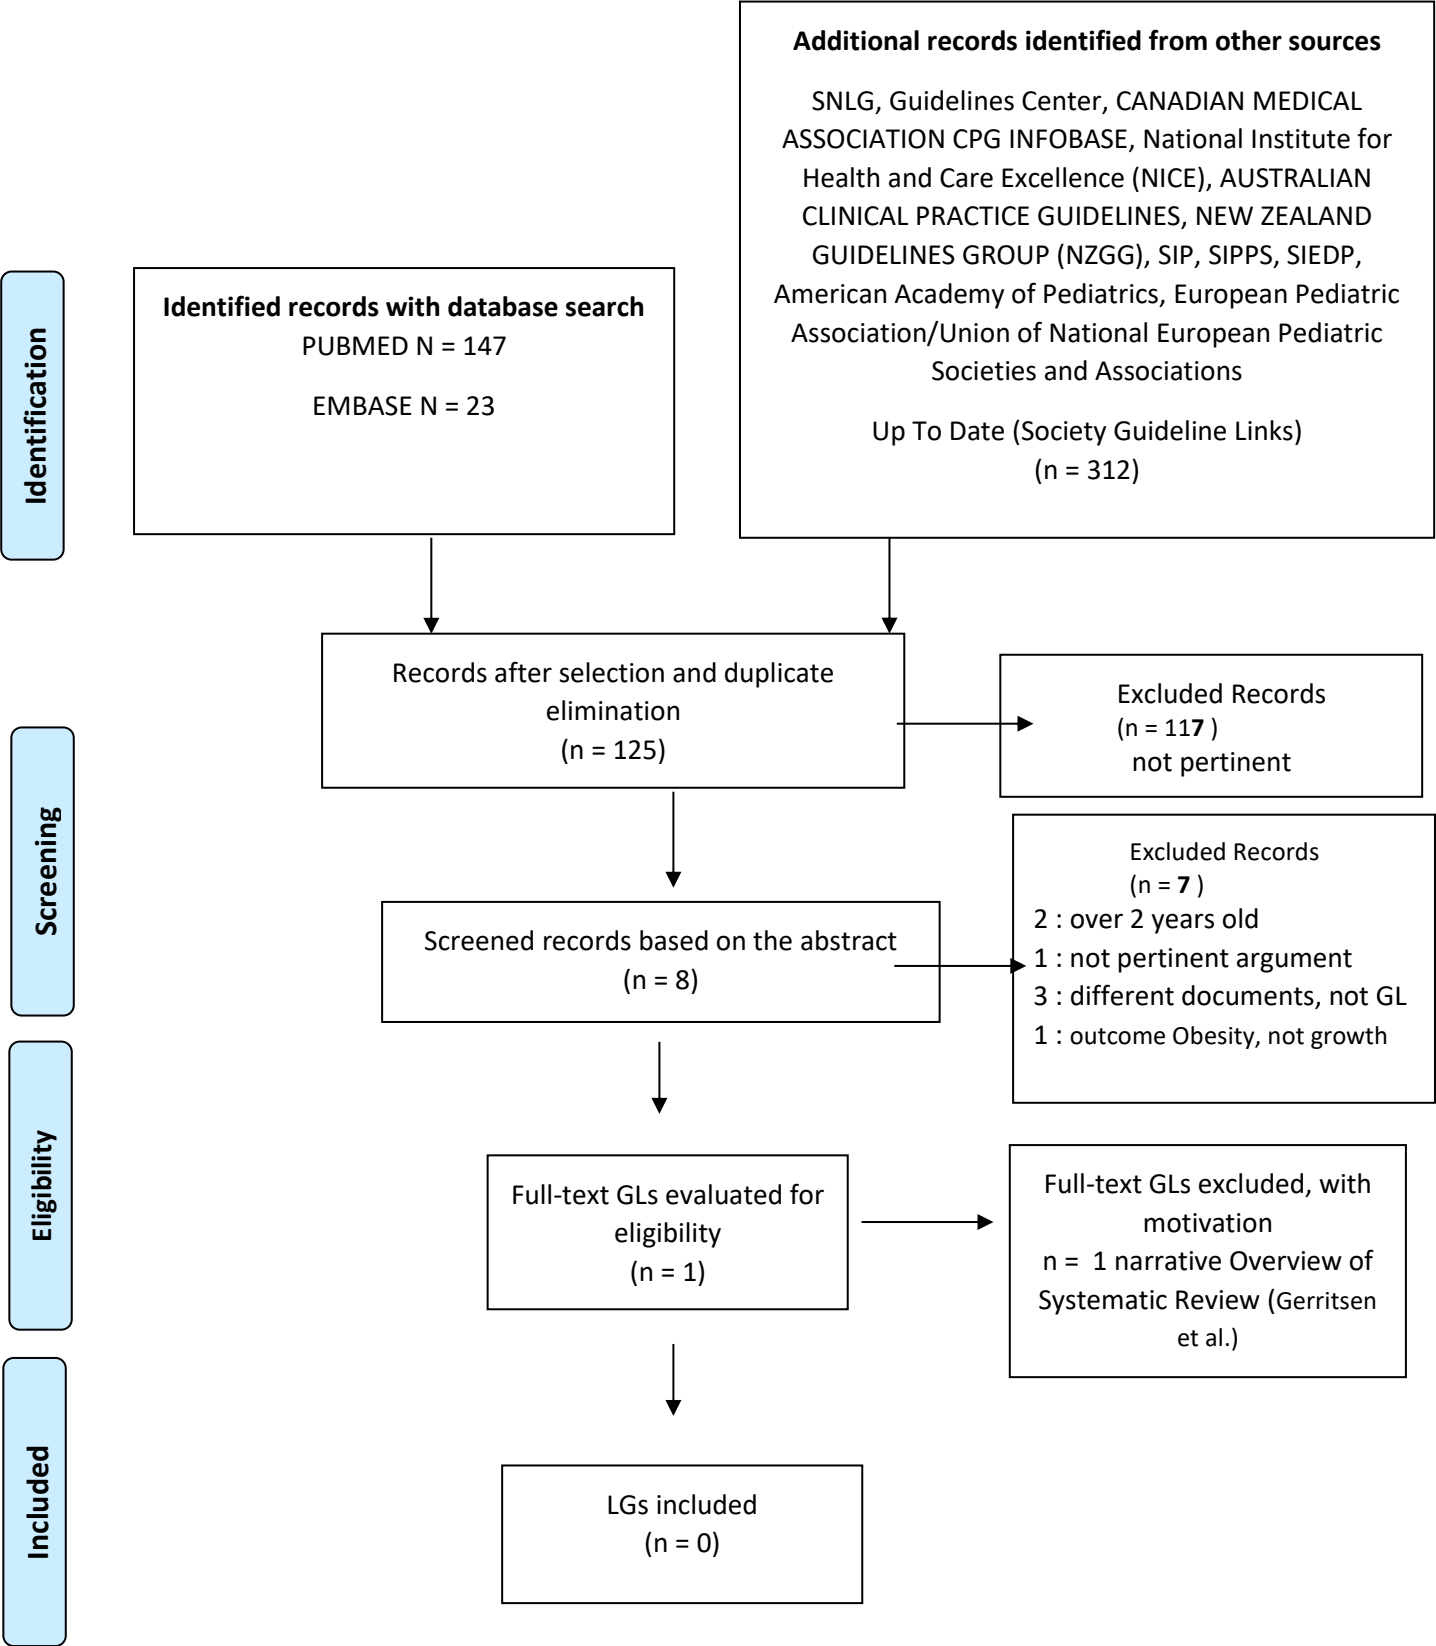 Additional records identified from other sources
SNLG, Guidelines Center, CANADIAN MEDICAL
ASSOCIATION CPG INFOBASE, National Institute for
Health and Care Excellence (NICE), AUSTRALIAN
CLINICAL PRACTICE GUIDELINES, NEW ZEALAND
GUIDELINES GROUP (NZGG), SIP, SIPPS, SIEDP,
American Academy of Pediatrics, European Pediatric
Association/Union of National European Pediatric
Societies and Associations
Up To Date (Society Guideline Links)
(n = 312)
Identification
Identified records with database search
PUBMED N = 147
EMBASE N = 23
Records after selection and duplicate
elimination
(n = 125)
Excluded Records
(n = 117 )
not pertinent
Screening
Screened records based on the abstract
(n = 8)
Excluded Records
(n = 7 )
2 : over 2 years old
1 : not pertinent argument
3 : different documents, not GL
1 : outcome Obesity, not growth
Eligibility
Full-text GLs evaluated for
eligibility
(n = 1)
Full-text GLs excluded, with
motivation
n = 1 narrative Overview of
Systematic Review (Gerritsen
et al.)
Included
LGs included
(n = 0)